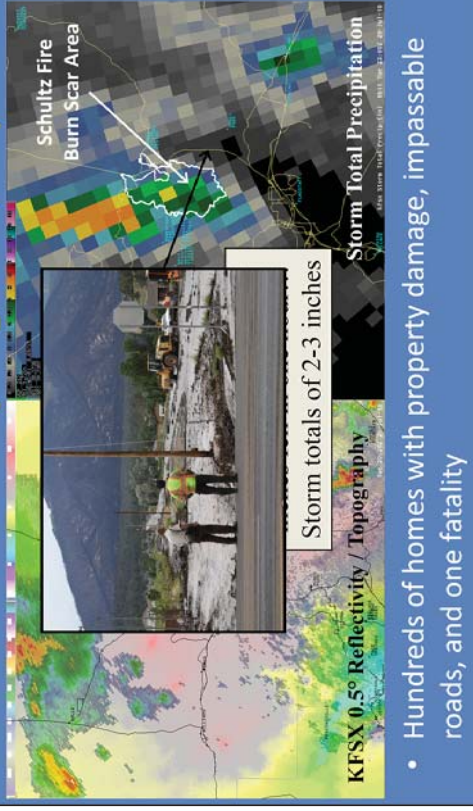 Schultz Fire
Burn Scar Area
Storm totals of 2-3 inches
KFSX 0.5° Reflectivity / Topography
Storm Total Precipitation
• Hundreds of homes with property damage, impassable
roads, and one fatality